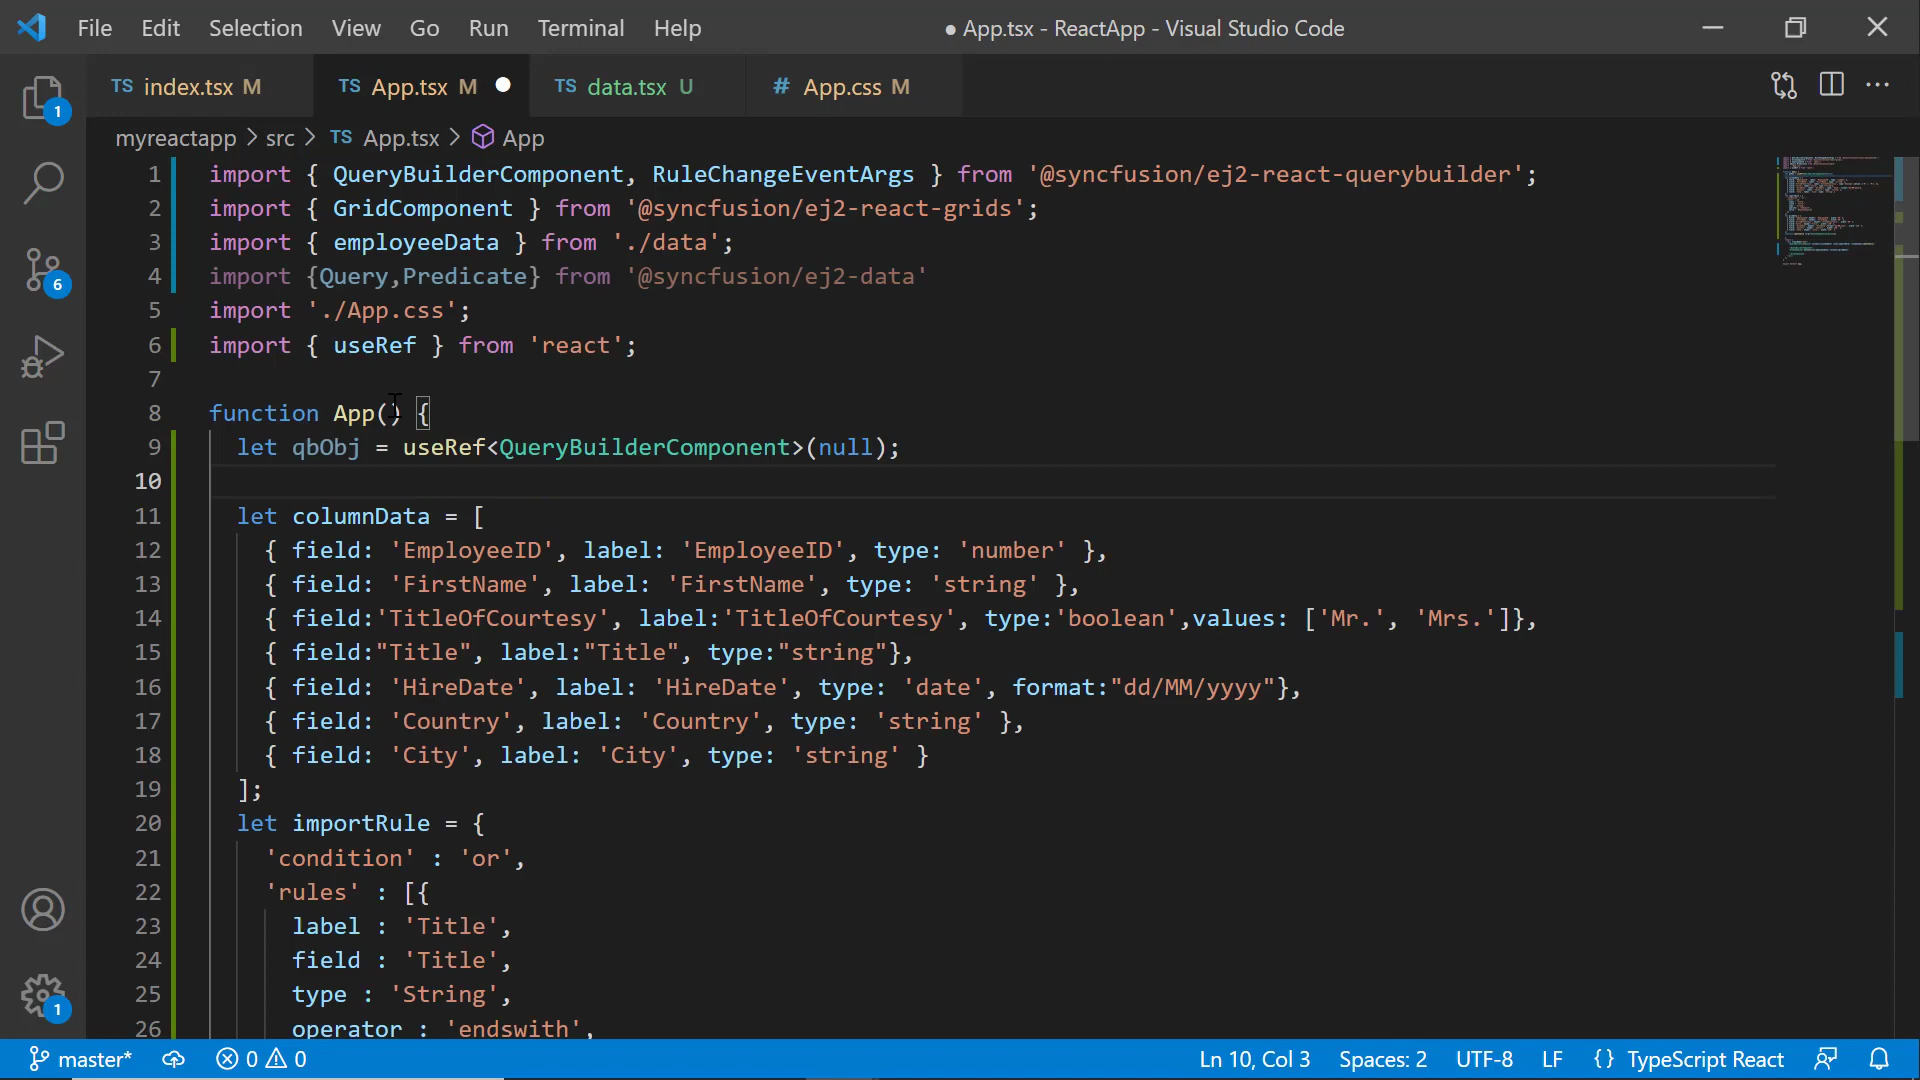 File Edit Selection View Go Run Terminal Help ● App.tsx - ReactApp - Visual Studio Code
TS index.tsx M TS App.tsx M TS data.tsx U # App.css M
myreactapp > src > TS App.tsx > App
1 import { QueryBuilderComponent, RuleChangeEventArgs } from '@syncfusion/ej2-react-querybuilder';
2 import { GridComponent } from '@syncfusion/ej2-react-grids';
3 import { employeeData } from './data';
4 import {Query,Predicate} from '@syncfusion/ej2-data'
5 import './App.css';
6 import { useRef } from 'react';
7
8 function App() {
9 let qbObj = useRef<QueryBuilderComponent>(null);
10
11 let columnData = [
12 { field: 'EmployeeID', label: 'EmployeeID', type: 'number' },
13 { field: 'FirstName', label: 'FirstName', type: 'string' },
14 { field:'TitleOfCourtesy', label:'TitleOfCourtesy', type:'boolean',values: ['Mr.', 'Mrs.']},
15 { field:"Title", label:"Title", type:"string"},
16 { field: 'HireDate', label: 'HireDate', type: 'date', format:"dd/MM/yyyy"},
17 { field: 'Country', label: 'Country', type: 'string' },
18 { field: 'City', label: 'City', type: 'string' }
19 ];
20 let importRule = {
21 'condition' : 'or',
22 'rules' : [{
23 label : 'Title',
24 field : 'Title',
25 type : 'String',
26 operator : 'endswith',
1
6
1
master* 0 0 Ln 10, Col 3 Spaces: 2 UTF-8 LF {} TypeScript React